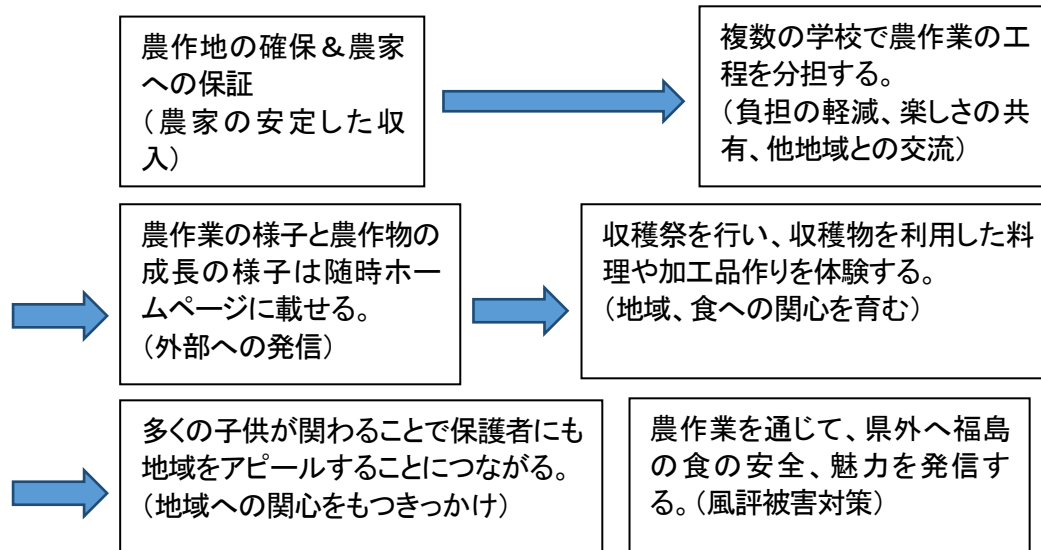 農作地の確保＆農家
への保証
（農家の安定した収
入）
複数の学校で農作業の工
程を分担する。
（負担の軽減、楽しさの共
有、他地域との交流）
農作業の様子と農作物の
成長の様子は随時ホーム
ページに載せる。
（外部への発信）
収穫祭を行い、収穫物を利用した料
理や加工品作りを体験する。
（地域、食への関心を育む）
多くの子供が関わることで保護者にも
地域をアピールすることにつながる。
（地域への関心をもつきっかけ）
農作業を通じて、県外へ福島
の食の安全、魅力を発信す
る。（風評被害対策）